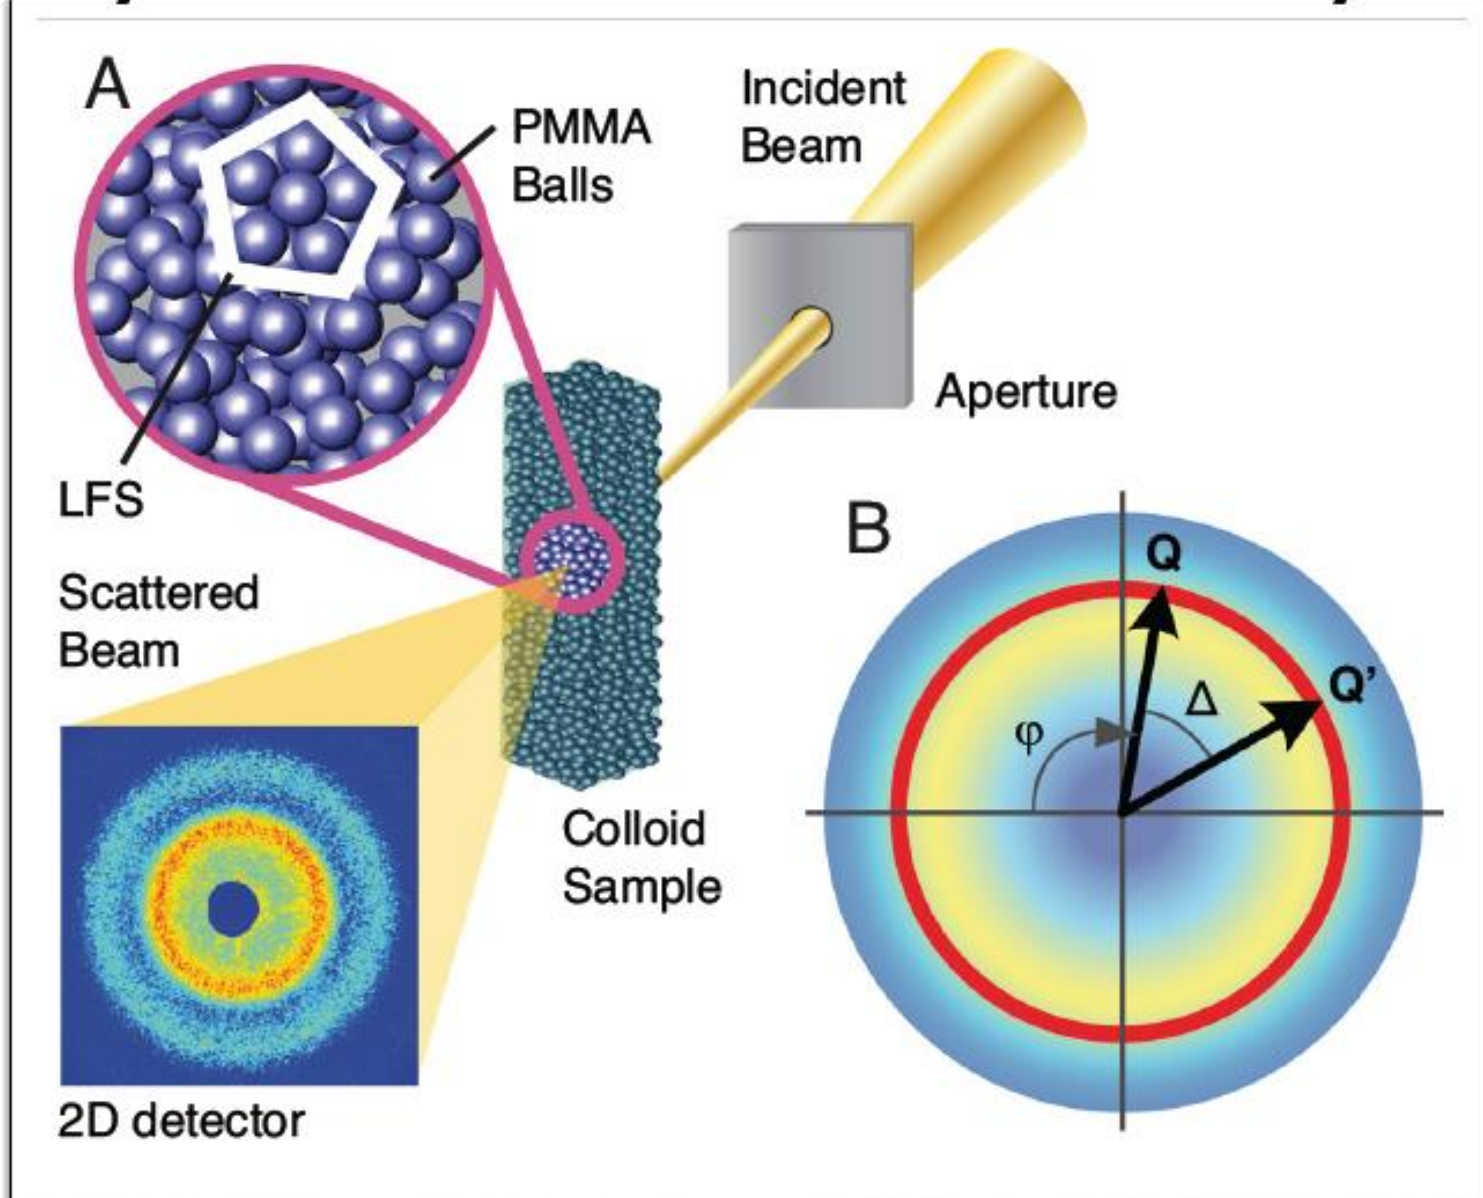 A
PMMA
Balls
Incident
Beam
Aperture
LFS
Scattered
Beam
Colloid
Sample
2D detector
B
Q
Q’
Δ
φ